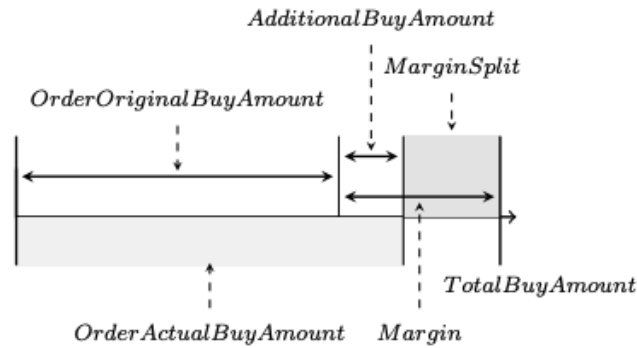 AdditionalBuyAmount
MarginSplit
OrderOriginalBuyAmount
TotalBuyAmount
OrderActualBuyAmount
Margin